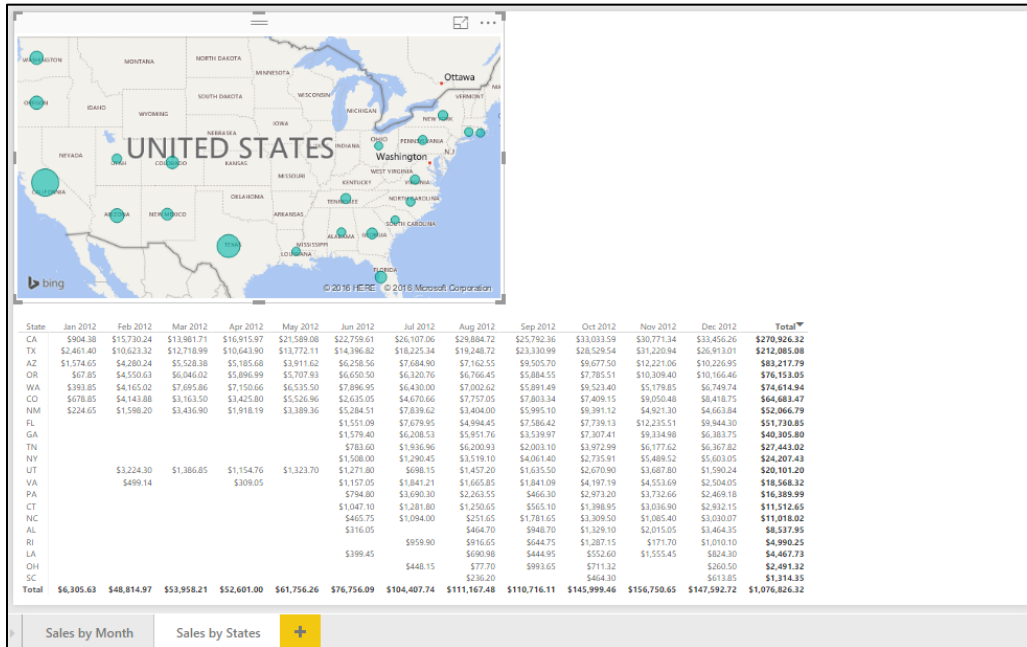 WASHINGTON
MONTANA
NORTH DAKOTA
MINNESOTA
Ottawa
OREGON
IDAHO
SOUTH DAKOTA
WISCONSIN
VERMONT
WYOMING
MICHIGAN
NEW YORK
IOWA
NEBRASKA
UNITED STATES
OHIO
PENNSYLVANIA
INDIANA
N.J.
NEVADA
UTAH
COLORADO
KANSAS
Washington
MISSOURI
WEST VIRGINIA
KENTUCKY
VIRGINIA
CALIFORNIA
OKLAHOMA
TENNESSEE
NORTH CAROLINA
ARIZONA
NEW MEXICO
ARKANSAS
SOUTH CAROLINA
ALABAMA
GEORGIA
TEXAS
MISSISSIPPI
LOUISIANA
FLORIDA
bing
© 2016 HERE © 2016 Microsoft Corporation
State Jan 2012 Feb 2012 Mar 2012 Apr 2012 May 2012 Jun 2012 Jul 2012 Aug 2012 Sep 2012 Oct 2012 Nov 2012 Dec 2012 Total
CA $904.38 $15,730.24 $13,981.71 $16,915.97 $21,589.08 $22,759.61 $26,107.06 $29,884.72 $25,792.36 $33,033.59 $30,771.34 $33,456.26 $270,926.32
TX $2,461.40 $10,623.32 $12,718.99 $10,643.90 $13,772.11 $14,396.82 $18,225.34 $19,248.72 $23,330.99 $28,529.54 $31,220.94 $26,913.01 $212,085.08
AZ $1,574.65 $4,280.24 $5,528.38 $5,185.68 $3,911.62 $6,258.56 $7,684.90 $7,162.55 $9,505.70 $9,677.50 $12,221.06 $10,226.95 $83,217.79
OR $67.85 $4,550.63 $6,046.02 $5,896.99 $5,707.93 $6,650.50 $6,320.76 $6,766.45 $5,884.55 $7,785.51 $10,309.40 $10,166.46 $76,153.05
WA $393.85 $4,165.02 $7,695.86 $7,150.66 $6,535.50 $7,896.95 $6,430.00 $7,002.62 $5,891.49 $9,523.40 $5,179.85 $6,749.74 $74,614.94
CO $678.85 $4,143.88 $3,163.50 $3,425.80 $5,526.96 $2,635.05 $4,670.66 $7,757.05 $7,803.34 $7,409.15 $9,050.48 $8,418.75 $64,683.47
NM $224.65 $1,598.20 $3,436.90 $1,918.19 $3,389.36 $5,284.51 $7,839.62 $3,404.00 $5,995.10 $9,391.12 $4,921.30 $4,663.84 $52,066.79
FL $1,551.09 $7,679.95 $4,994.45 $7,586.42 $7,739.13 $12,235.51 $9,944.30 $51,730.85
GA $1,579.40 $6,208.53 $5,951.76 $3,539.97 $7,307.41 $9,334.98 $6,383.75 $40,305.80
TN $783.60 $1,936.96 $6,200.93 $2,003.10 $3,972.99 $6,177.62 $6,367.82 $27,443.02
NY $1,508.00 $1,290.45 $3,519.10 $4,061.40 $2,735.91 $5,489.52 $5,603.05 $24,207.43
UT $3,224.30 $1,386.85 $1,154.76 $1,323.70 $1,271.80 $698.15 $1,457.20 $1,635.50 $2,670.90 $3,687.80 $1,590.24 $20,101.20
VA $499.14 $309.05 $1,157.05 $1,841.21 $1,665.85 $1,841.09 $4,197.19 $4,553.69 $2,504.05 $18,568.32
PA $794.80 $3,690.30 $2,263.55 $466.30 $2,973.20 $3,732.66 $2,469.18 $16,389.99
CT $1,047.10 $1,281.80 $1,250.65 $565.10 $1,398.95 $3,036.90 $2,932.15 $11,512.65
NC $465.75 $1,094.00 $251.65 $1,781.65 $3,309.50 $1,085.40 $3,030.07 $11,018.02
AL $316.05 $464.70 $948.70 $1,329.10 $2,015.05 $3,464.35 $8,537.95
RI $959.90 $916.65 $644.75 $1,287.15 $171.70 $1,010.10 $4,990.25
LA $399.45 $690.98 $444.95 $552.60 $1,555.45 $824.30 $4,467.73
OH $448.15 $77.70 $993.65 $711.32 $260.50 $2,491.32
SC $236.20 $464.30 $613.85 $1,314.35
Total $6,305.63 $48,814.97 $53,958.21 $52,601.00 $61,756.26 $76,756.09 $104,407.74 $111,167.48 $110,716.11 $145,999.46 $156,750.65 $147,592.72 $1,076,826.32
Sales by Month
Sales by States
+